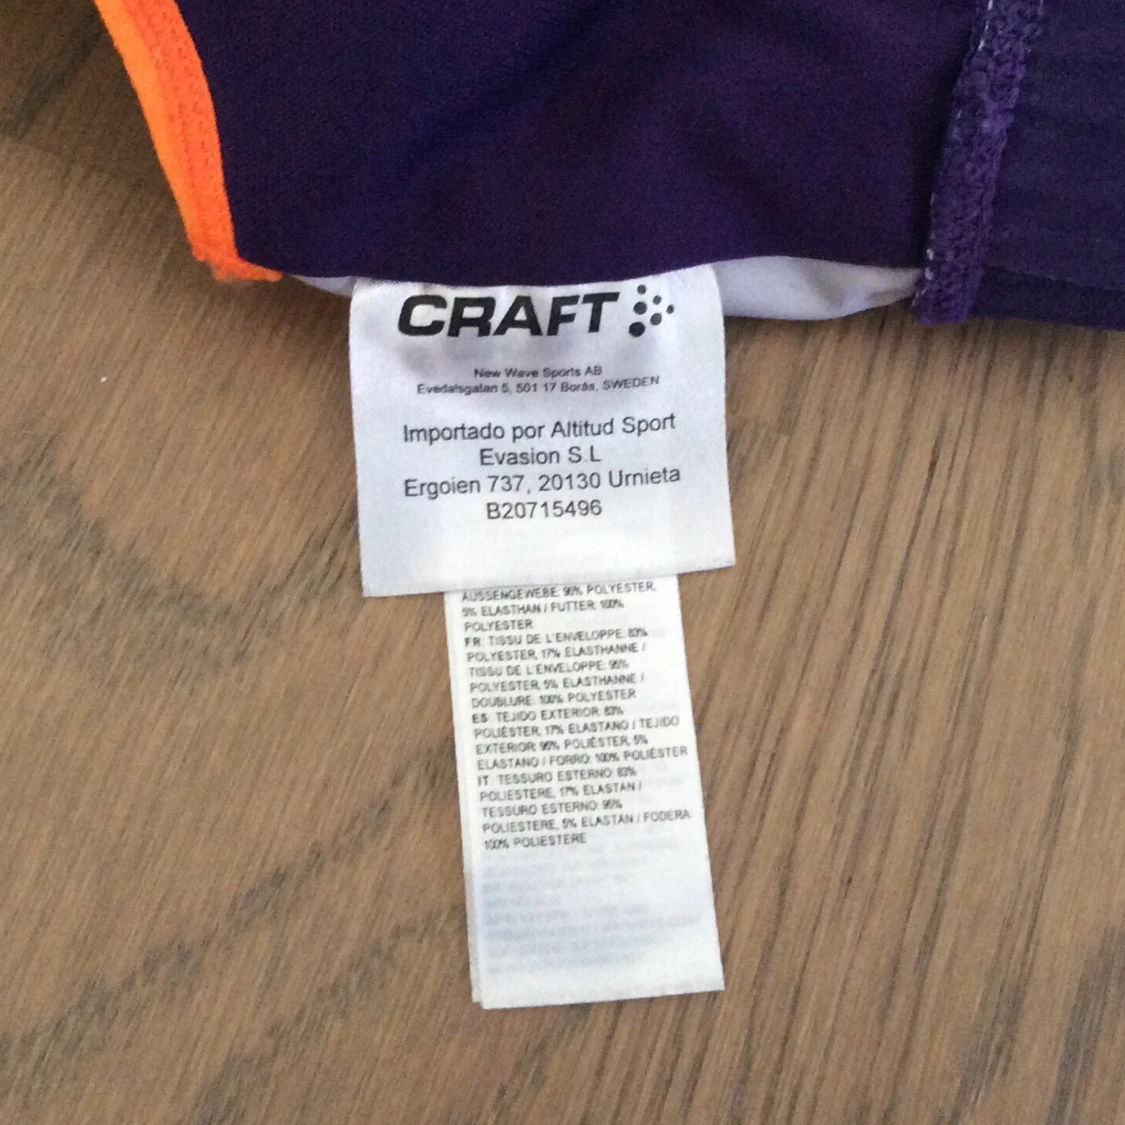 CRAFT
New Wave Sports AB
Evedalsgatan 5, 501 17 Borås, SWEDEN
Importado por Altitud Sport
Evasion S.L
Ergoien 737, 20130 Urnieta
B20715496
AUSSENGEWEBE: 95% POLYESTER,
5% ELASTHAN / FUTTER: 100%
POLYESTER
FR: TISSU DE L'ENVELOPPE: 83%
POLYESTER, 17% ELASTHANNE /
TISSU DE L'ENVELOPPE: 95%
POLYESTER, 5% ELASTHANNE /
DOUBLURE: 100% POLYESTER
ES: TEJIDO EXTERIOR: 83%
POLIÉSTER, 17% ELASTANO / TEJIDO
EXTERIOR: 95% POLIÉSTER, 5%
ELASTANO / FORRO: 100% POLIÉSTER
IT: TESSURO ESTERNO: 83%
POLIESTERE, 17% ELASTAN /
TESSURO ESTERNO: 95%
POLIESTERE, 5% ELASTAN / FODERA:
100% POLIESTERE